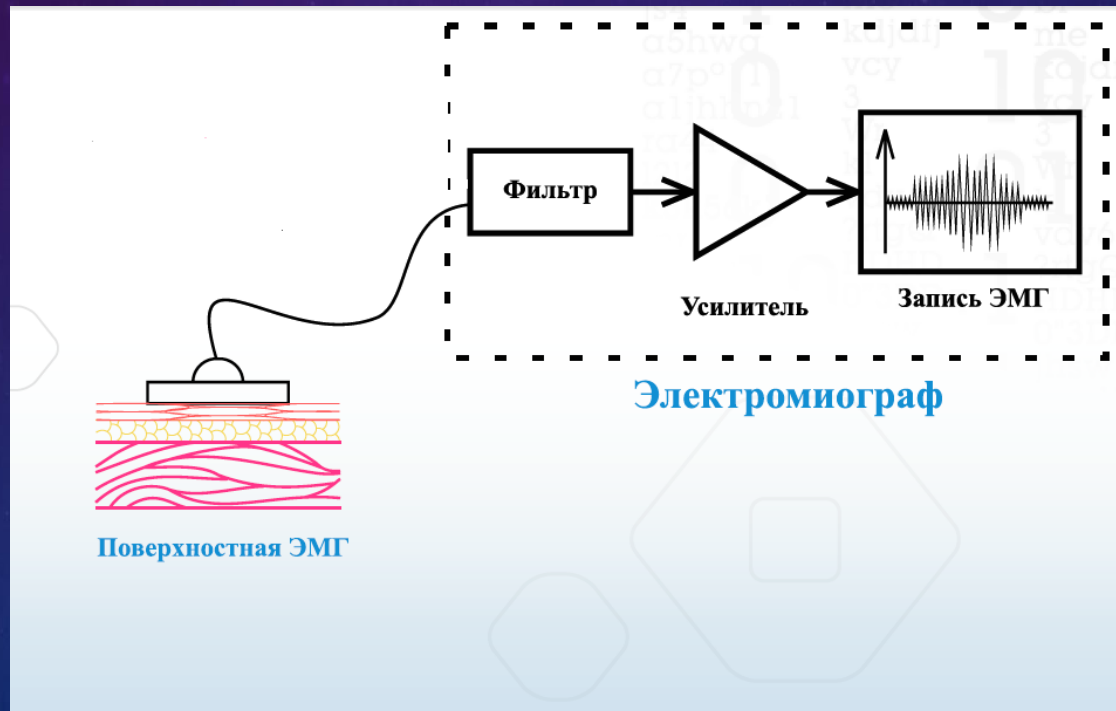 Фильтр
Усилитель
Запись ЭМГ
Электромиограф
Поверхностная ЭМГ